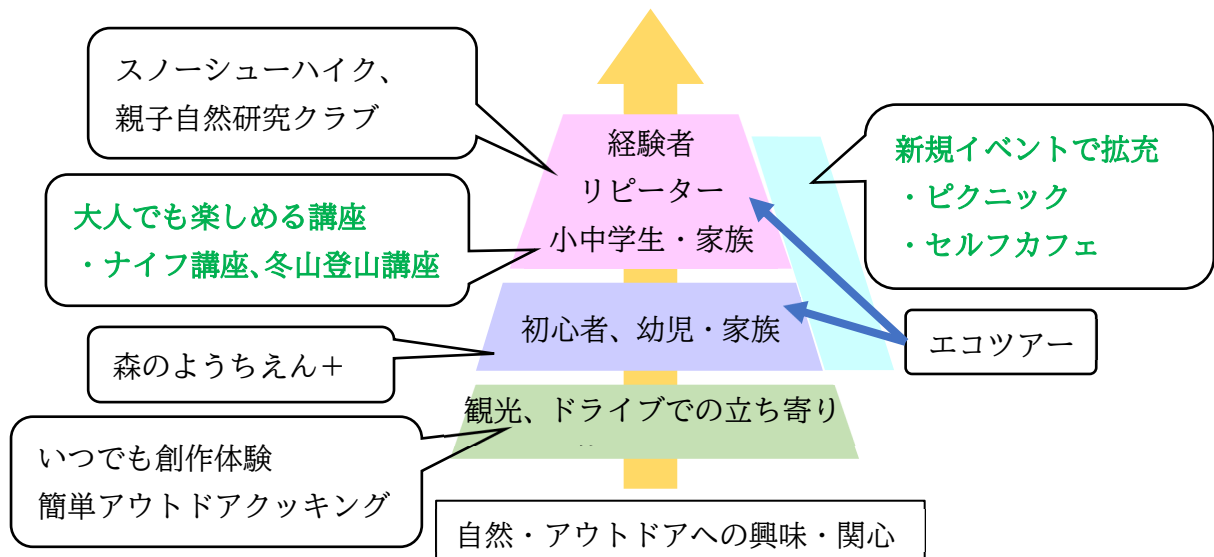 スノーシューハイク、
親子自然研究クラブ
経験者
リピーター
小中学生・家族
新規イベントで拡充
・ピクニック
・セルフカフェ
大人でも楽しめる講座
・ナイフ講座、冬山登山講座
初心者、幼児・家族
エコツアー
森のようちえん＋
観光、ドライブでの立ち寄り
いつでも創作体験
簡単アウトドアクッキング
自然・アウトドアへの興味・関心